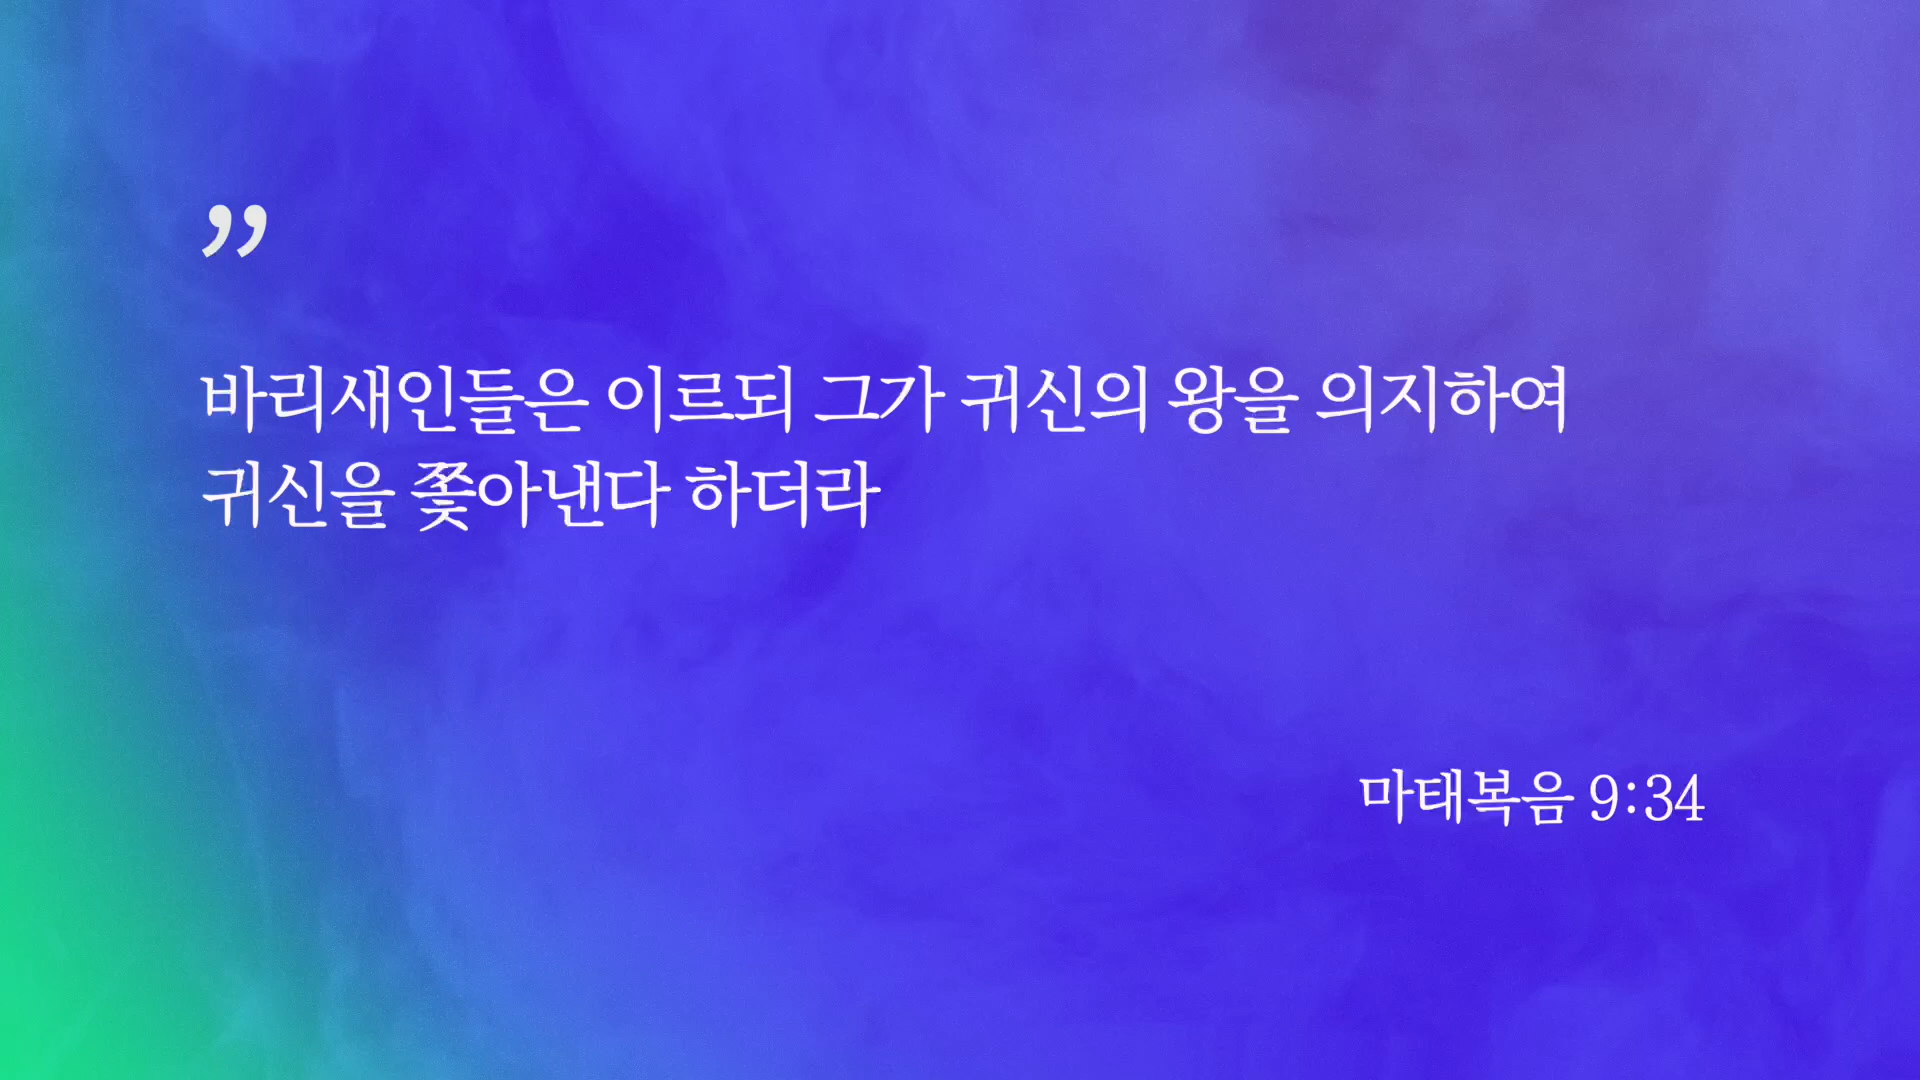 ”
바리새인들은 이르되 그가 귀신의 왕을 의지하여
귀신을 쫓아낸다 하더라
마태복음 9:34